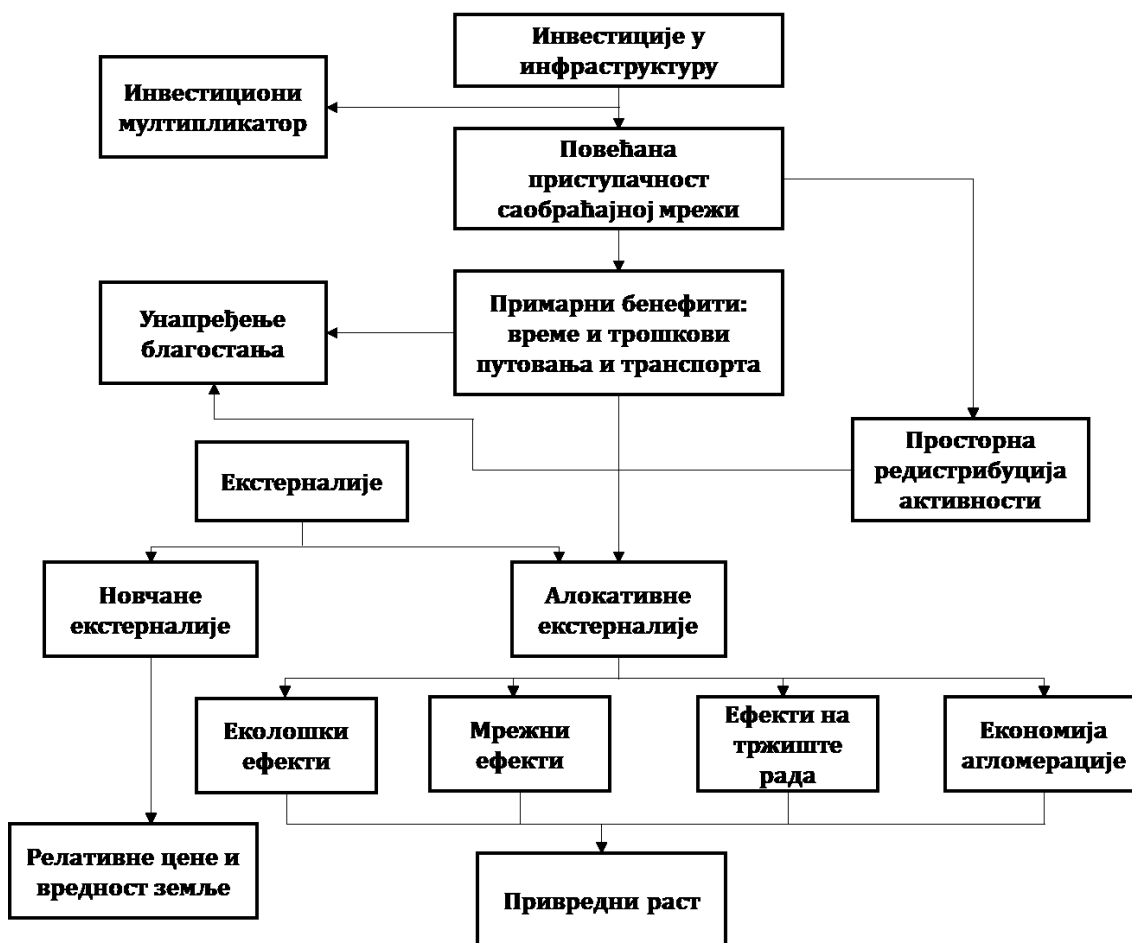 Инвестиције у
инфраструктуру
Инвестициони
мултипликатор
Повећана
приступачност
саобраћајној мрежи
Унапређење
благостања
Примарни бенефити:
време и трошкови
путовања и транспорта
Просторна
редистрибуција
активности
Екстерналије
Новчане
екстерналије
Алокативне
екстерналије
Еколошки
ефекти
Мрежни
ефекти
Ефекти на
тржиште
рада
Економија
агломерације
Релативне цене и
вредност земље
Привредни раст